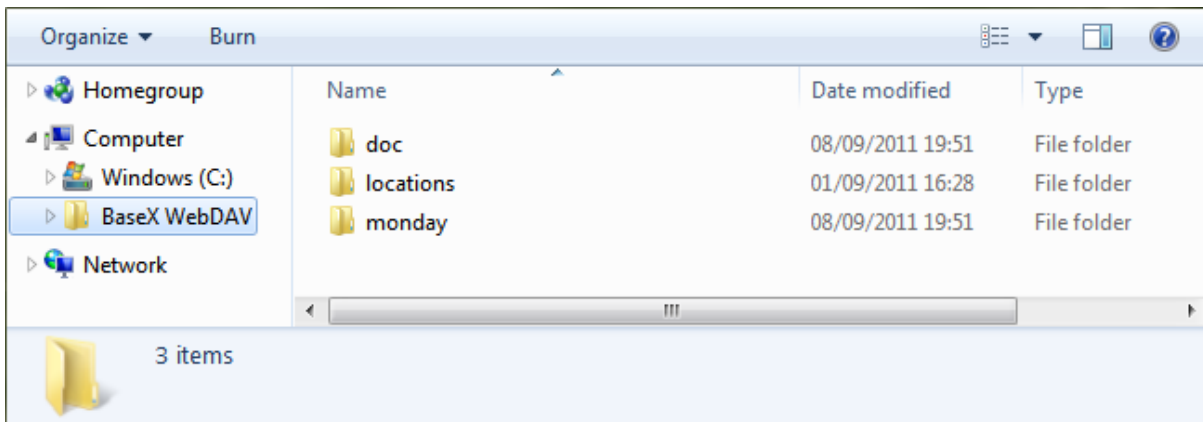 Organize Burn
Homegroup
Computer
Windows (C:)
BaseX WebDAV
Network
Name Date modified Type
doc 08/09/2011 19:51 File folder
locations 01/09/2011 16:28 File folder
monday 08/09/2011 19:51 File folder
3 items